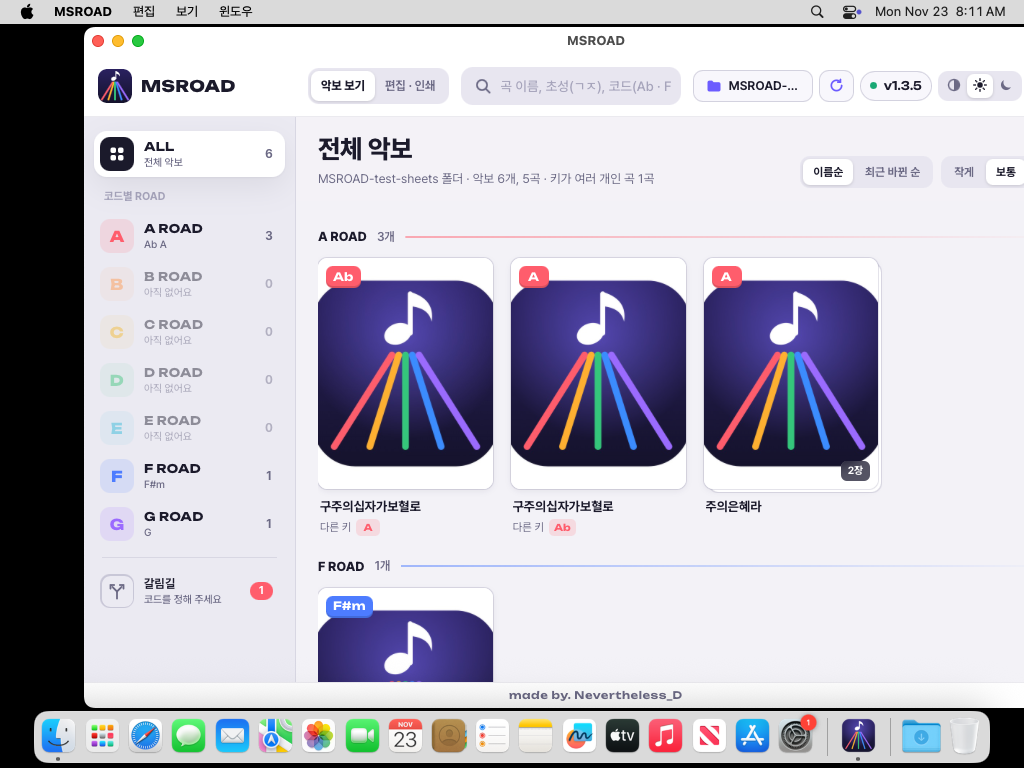 MSROAD 편집 보기 윈도우
Mon Nov 23 8:11 AM
MSROAD
MSROAD
악보 보기 편집 · 인쇄
곡 이름, 초성(ㄱㅈ), 코드(Ab · F
MSROAD-...
v1.3.5
ALL
전체 악보
6
코드별 ROAD
A
A ROAD
Ab A
3
B
B ROAD
아직 없어요
0
C
C ROAD
아직 없어요
0
D
D ROAD
아직 없어요
0
E
E ROAD
아직 없어요
0
F
F ROAD
F#m
1
G
G ROAD
G
1
갈림길
코드를 정해 주세요
1
전체 악보
MSROAD-test-sheets 폴더 · 악보 6개, 5곡 · 키가 여러 개인 곡 1곡
이름순 최근 바뀐 순
작게 보통
A ROAD 3개
Ab
구주의십자가보혈로
다른 키 A
A
구주의십자가보혈로
다른 키 Ab
A
2장
주의은혜라
F ROAD 1개
F#m
made by. Nevertheless_D
NOV
23
tv
1